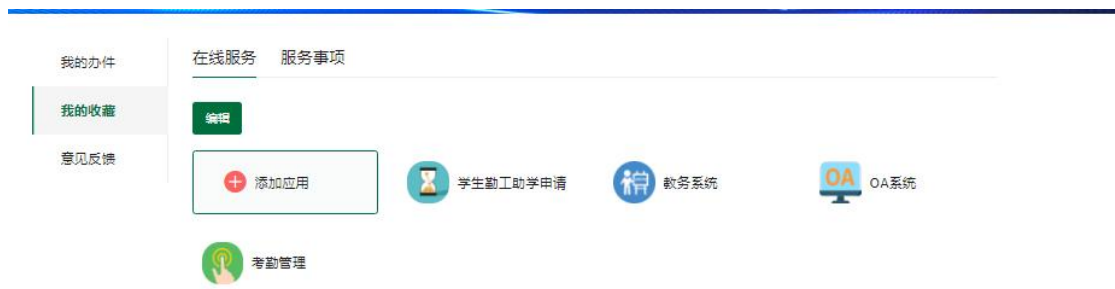 我的办件
我的收藏
意见反馈
在线服务 服务事项
编辑
添加应用 学生勤工助学申请 教务系统 OA OA系统
考勤管理